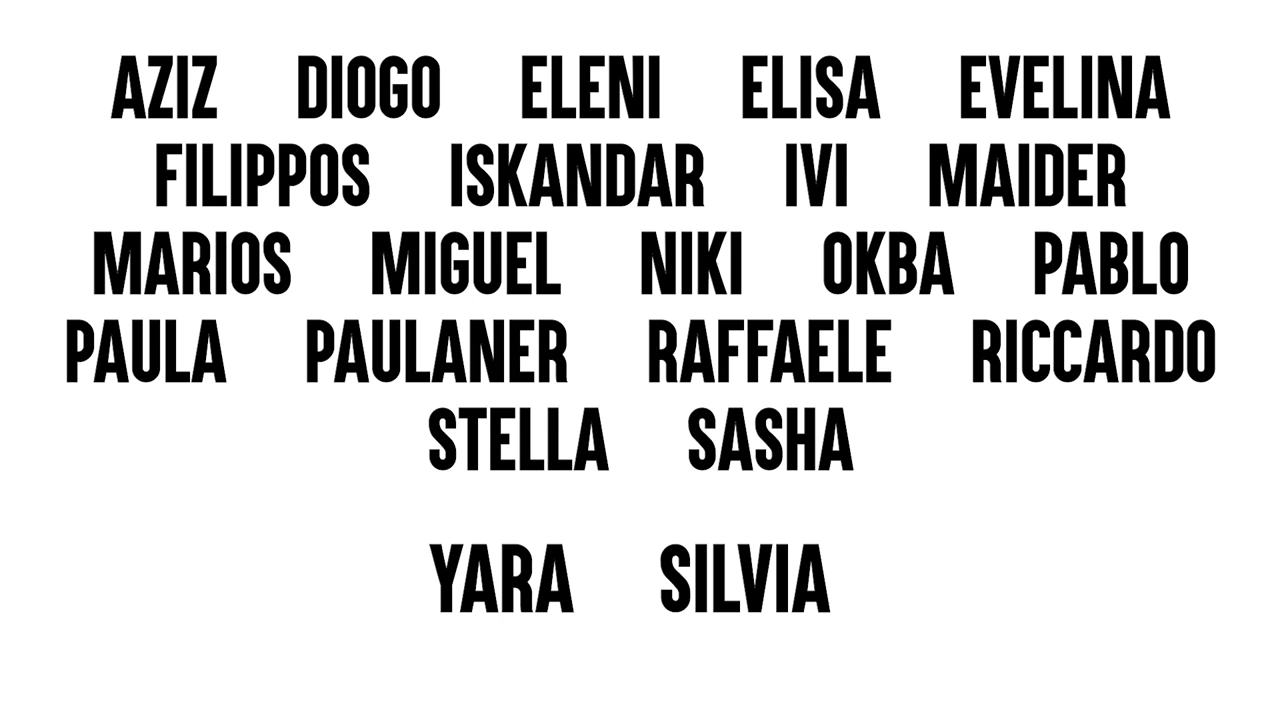 AZIZ DIOGO ELENI ELISA EVELINA
FILIPPOS ISKANDAR IVI MAIDER
MARIOS MIGUEL NIKI OKBA PABLO
PAULA PAULANER RAFFAELE RICCARDO
STELLA SASHA
YARA SILVIA